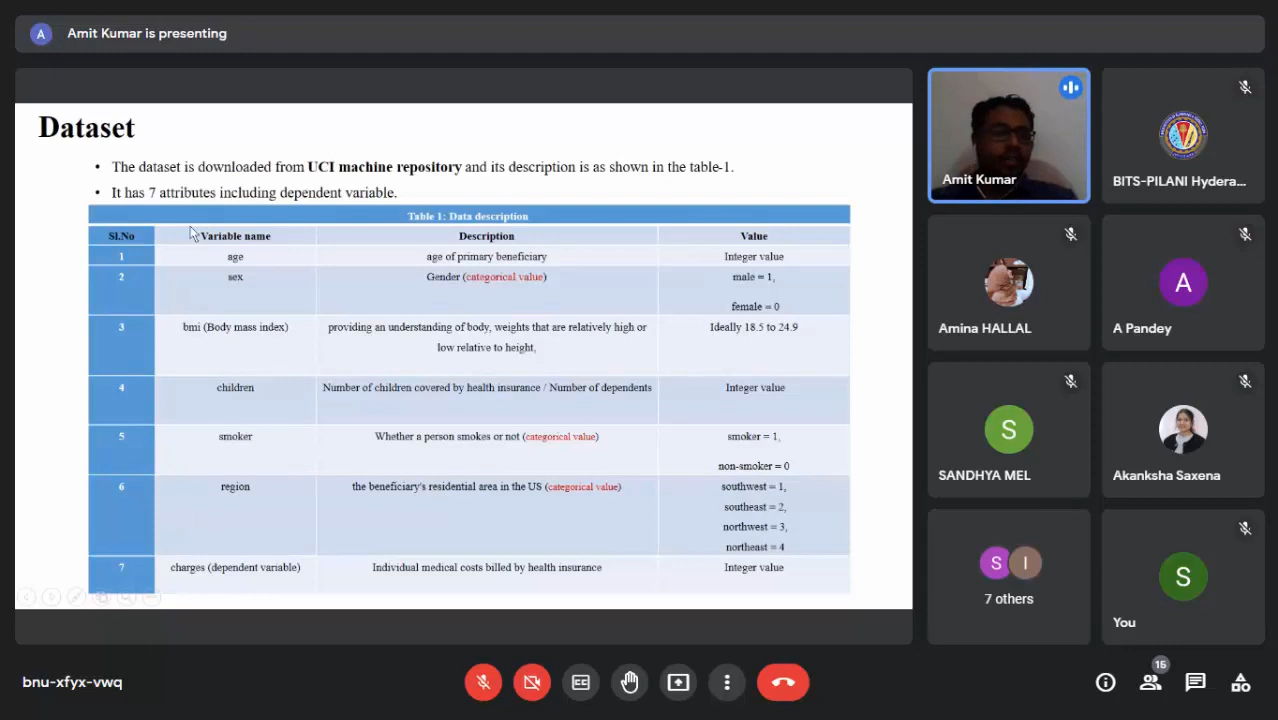 A
Amit Kumar is presenting
Dataset
• The dataset is downloaded from UCI machine repository and its description is as shown in the table-1.
• It has 7 attributes including dependent variable.
Table 1: Data description
Sl.No Variable name Description Value
1 age age of primary beneficiary Integer value
2 sex Gender (categorical value) male = 1,
female = 0
3 bmi (Body mass index) providing an understanding of body, weights that are relatively high or Ideally 18.5 to 24.9
low relative to height,
4 children Number of children covered by health insurance / Number of dependents Integer value
5 smoker Whether a person smokes or not (categorical value) smoker = 1,
non-smoker = 0
6 region the beneficiary's residential area in the US (categorical value) southwest = 1,
southeast = 2,
northwest = 3,
northeast = 4
7 charges (dependent variable) Individual medical costs billed by health insurance Integer value
Amit Kumar
BITS-PILANI Hydera...
Amina HALLAL
A
A Pandey
S
SANDHYA MEL
Akanksha Saxena
S I
7 others
S
You
bnu-xfyx-vwq
CC
15